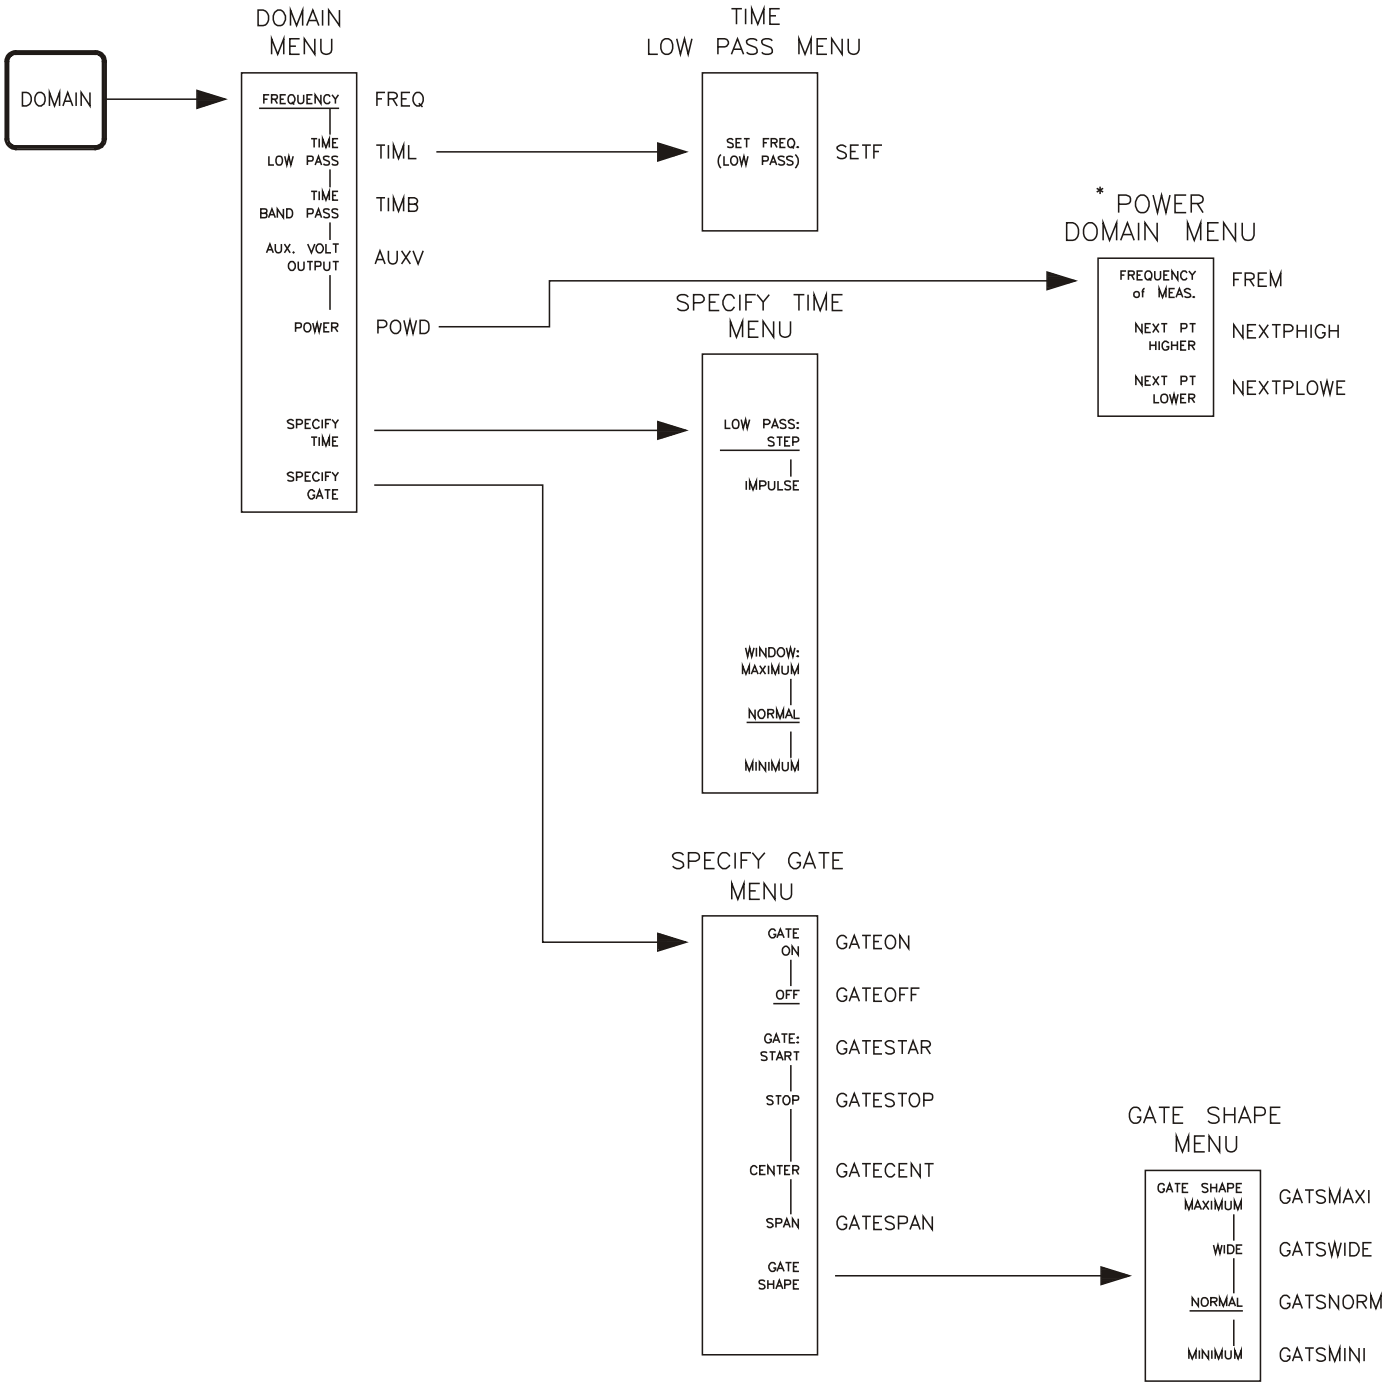 DOMAIN
DOMAIN
MENU
FREQUENCY
FREQ
TIME
LOW PASS
TIML
TIME
BAND PASS
TIMB
AUX. VOLT
OUTPUT
AUXV
POWER
POWD
SPECIFY
TIME
SPECIFY
GATE
TIME
LOW PASS MENU
SET FREQ.
(LOW PASS)
SETF
* POWER
DOMAIN MENU
FREQUENCY
of MEAS.
FREM
NEXT PT
HIGHER
NEXTPHIGH
NEXT PT
LOWER
NEXTPLOWE
SPECIFY TIME
MENU
LOW PASS:
STEP
IMPULSE
WINDOW:
MAXIMUM
NORMAL
MINIMUM
SPECIFY GATE
MENU
GATE
ON
GATEON
OFF
GATEOFF
GATE:
START
GATESTAR
STOP
GATESTOP
CENTER
GATECENT
SPAN
GATESPAN
GATE
SHAPE
GATE SHAPE
MENU
GATE SHAPE
MAXIMUM
GATSMAXI
WIDE
GATSWIDE
NORMAL
GATSNORM
MINIMUM
GATSMINI